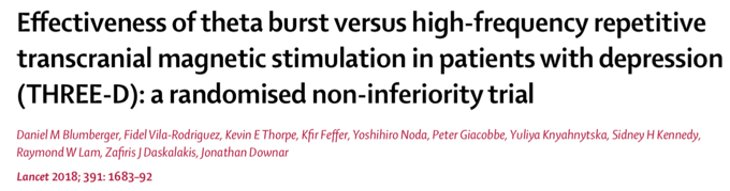 Effectiveness of theta burst versus high-frequency repetitive
transcranial magnetic stimulation in patients with depression
(THREE-D): a randomised non-inferiority trial
Daniel M Blumberger, Fidel Vila-Rodriguez, Kevin E Thorpe, Kfir Feffer, Yoshihiro Noda, Peter Giacobbe, Yuliya Knyahnytska, Sidney H Kennedy,
Raymond W Lam, Zafiris J Daskalakis, Jonathan Downar
Lancet 2018; 391: 1683–92